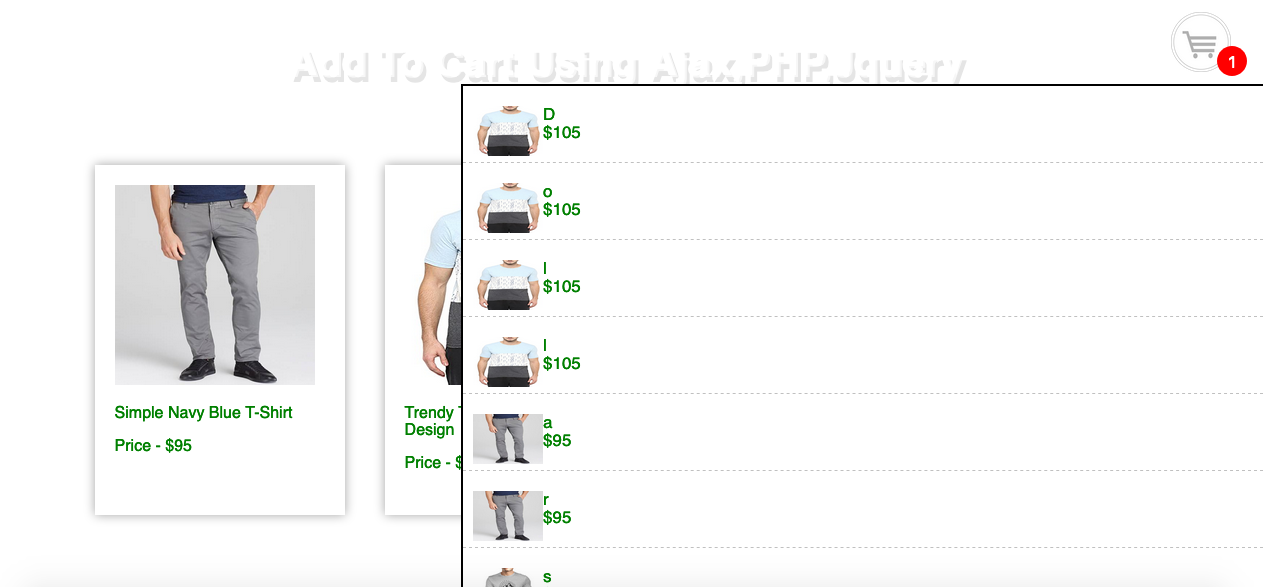 Add To Cart Using Ajax,PHP,Jquery
1
D
$105
o
$105
l
$105
l
$105
a
$95
r
$95
s
Simple Navy Blue T-Shirt
Price - $95
Trendy
Design
Price - $